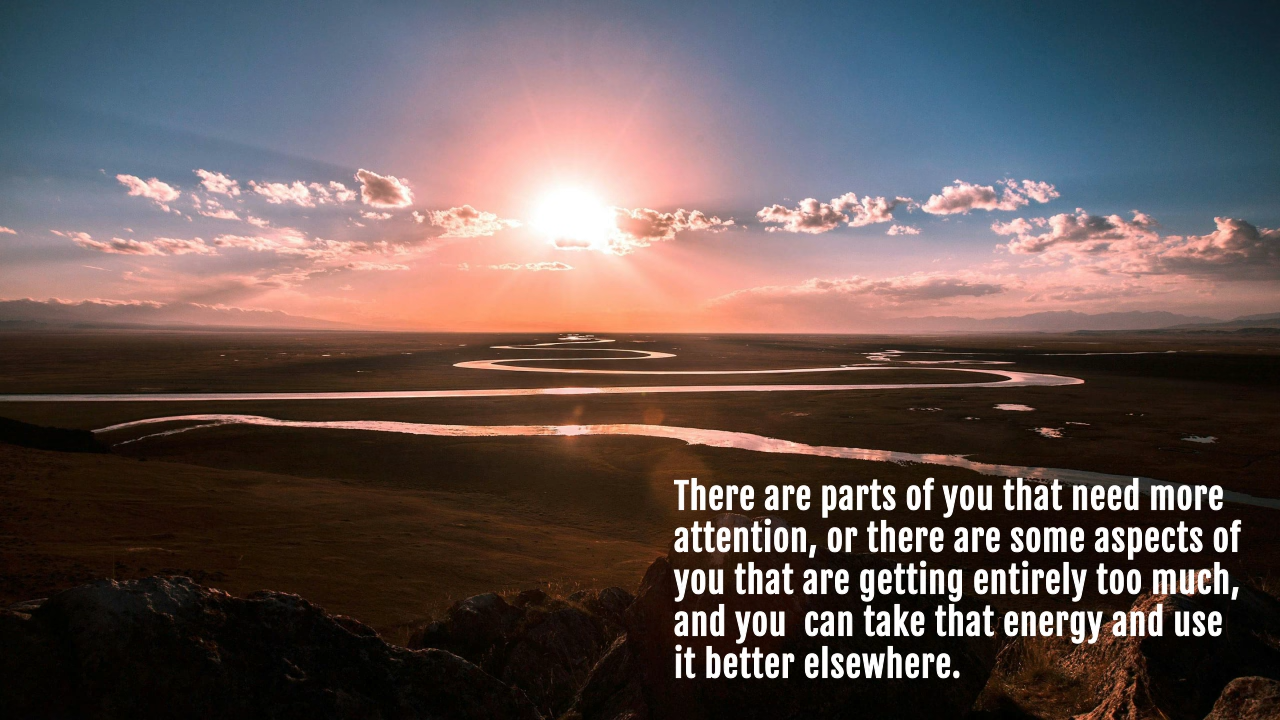 There are parts of you that need more
attention, or there are some aspects of
you that are getting entirely too much,
and you  can take that energy and use
it better elsewhere.